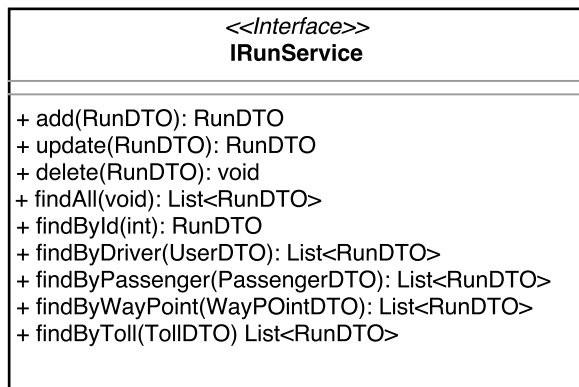 <<Interface>>
IRunService
+ add(RunDTO): RunDTO
+ update(RunDTO): RunDTO
+ delete(RunDTO): void
+ findAll(void): List<RunDTO>
+ findById(int): RunDTO
+ findByDriver(UserDTO): List<RunDTO>
+ findByPassenger(PassengerDTO): List<RunDTO>
+ findByWayPoint(WayPOintDTO): List<RunDTO>
+ findByToll(TollDTO) List<RunDTO>